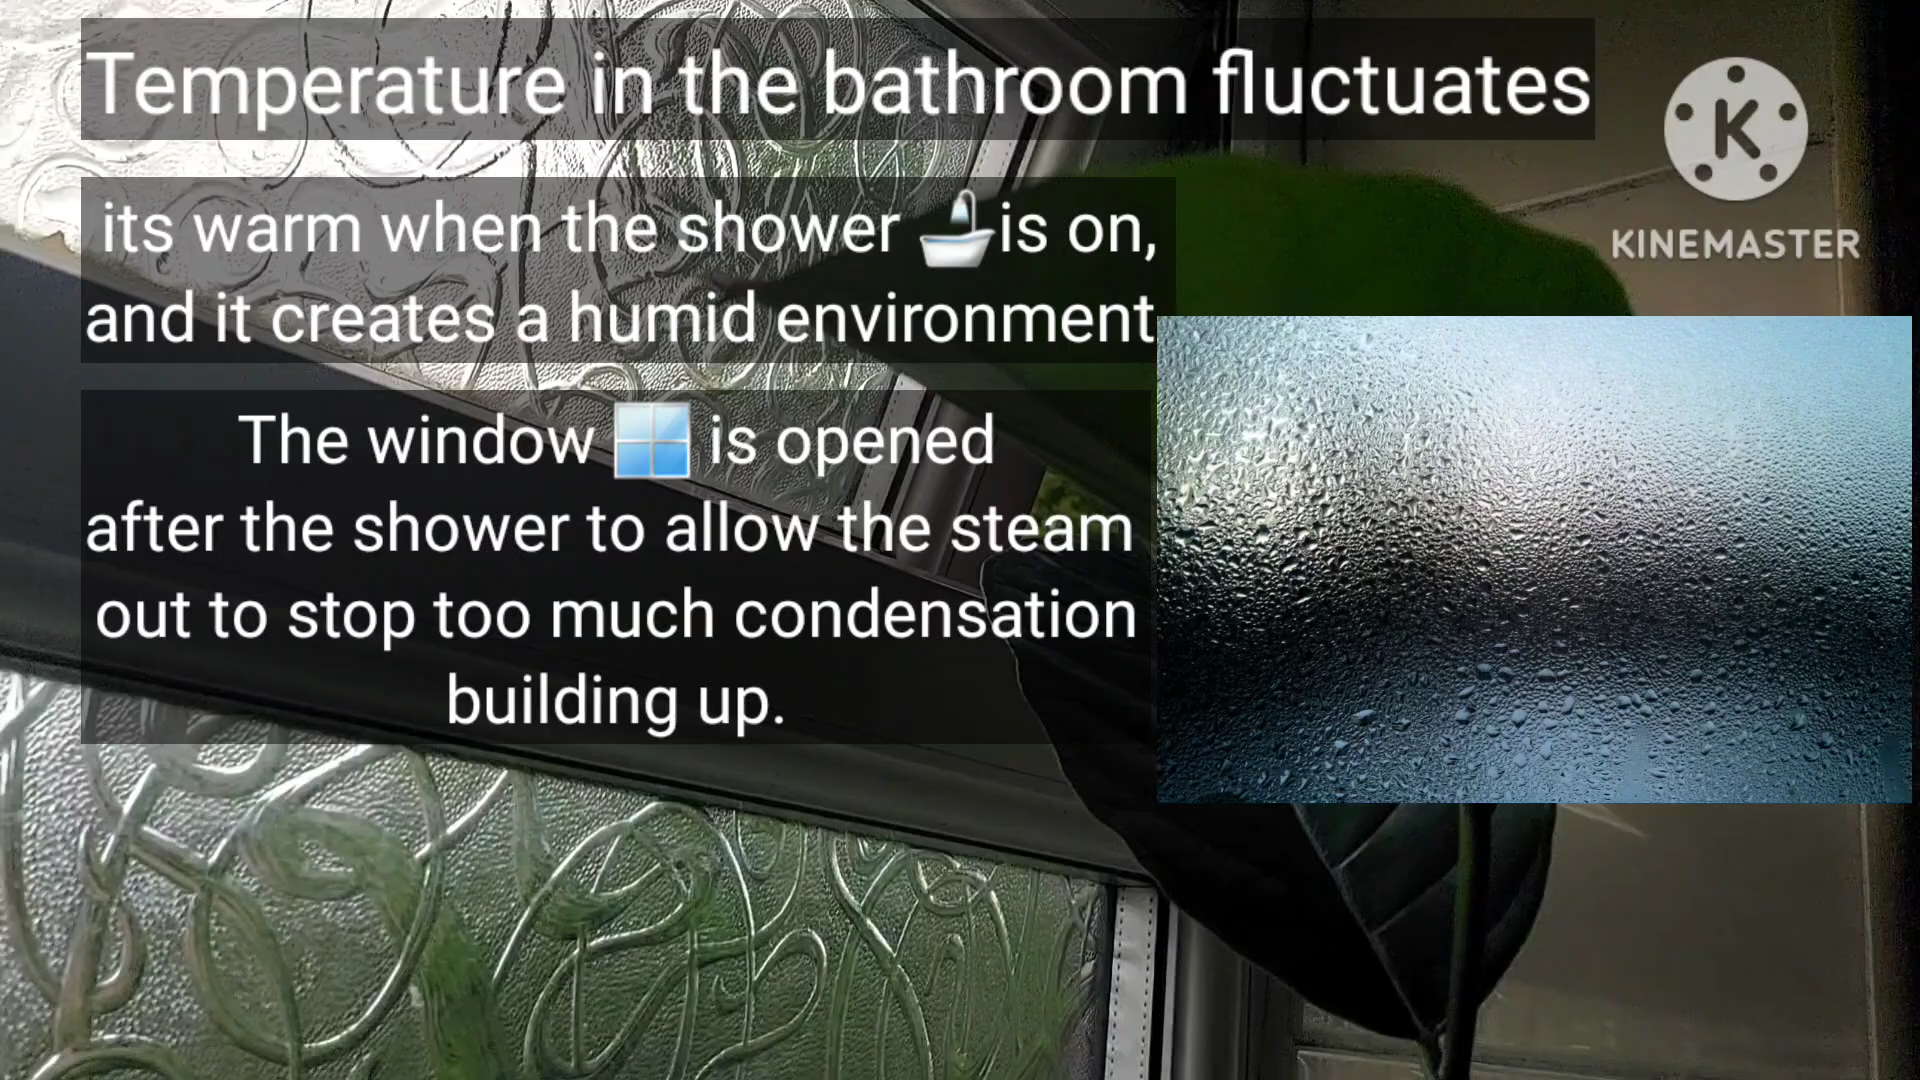 Temperature in the bathroom fluctuates
its warm when the shower 🛁is on,
and it creates a humid environment
The window 🪟 is opened
after the shower to allow the steam
out to stop too much condensation
building up.
K
KINEMASTER